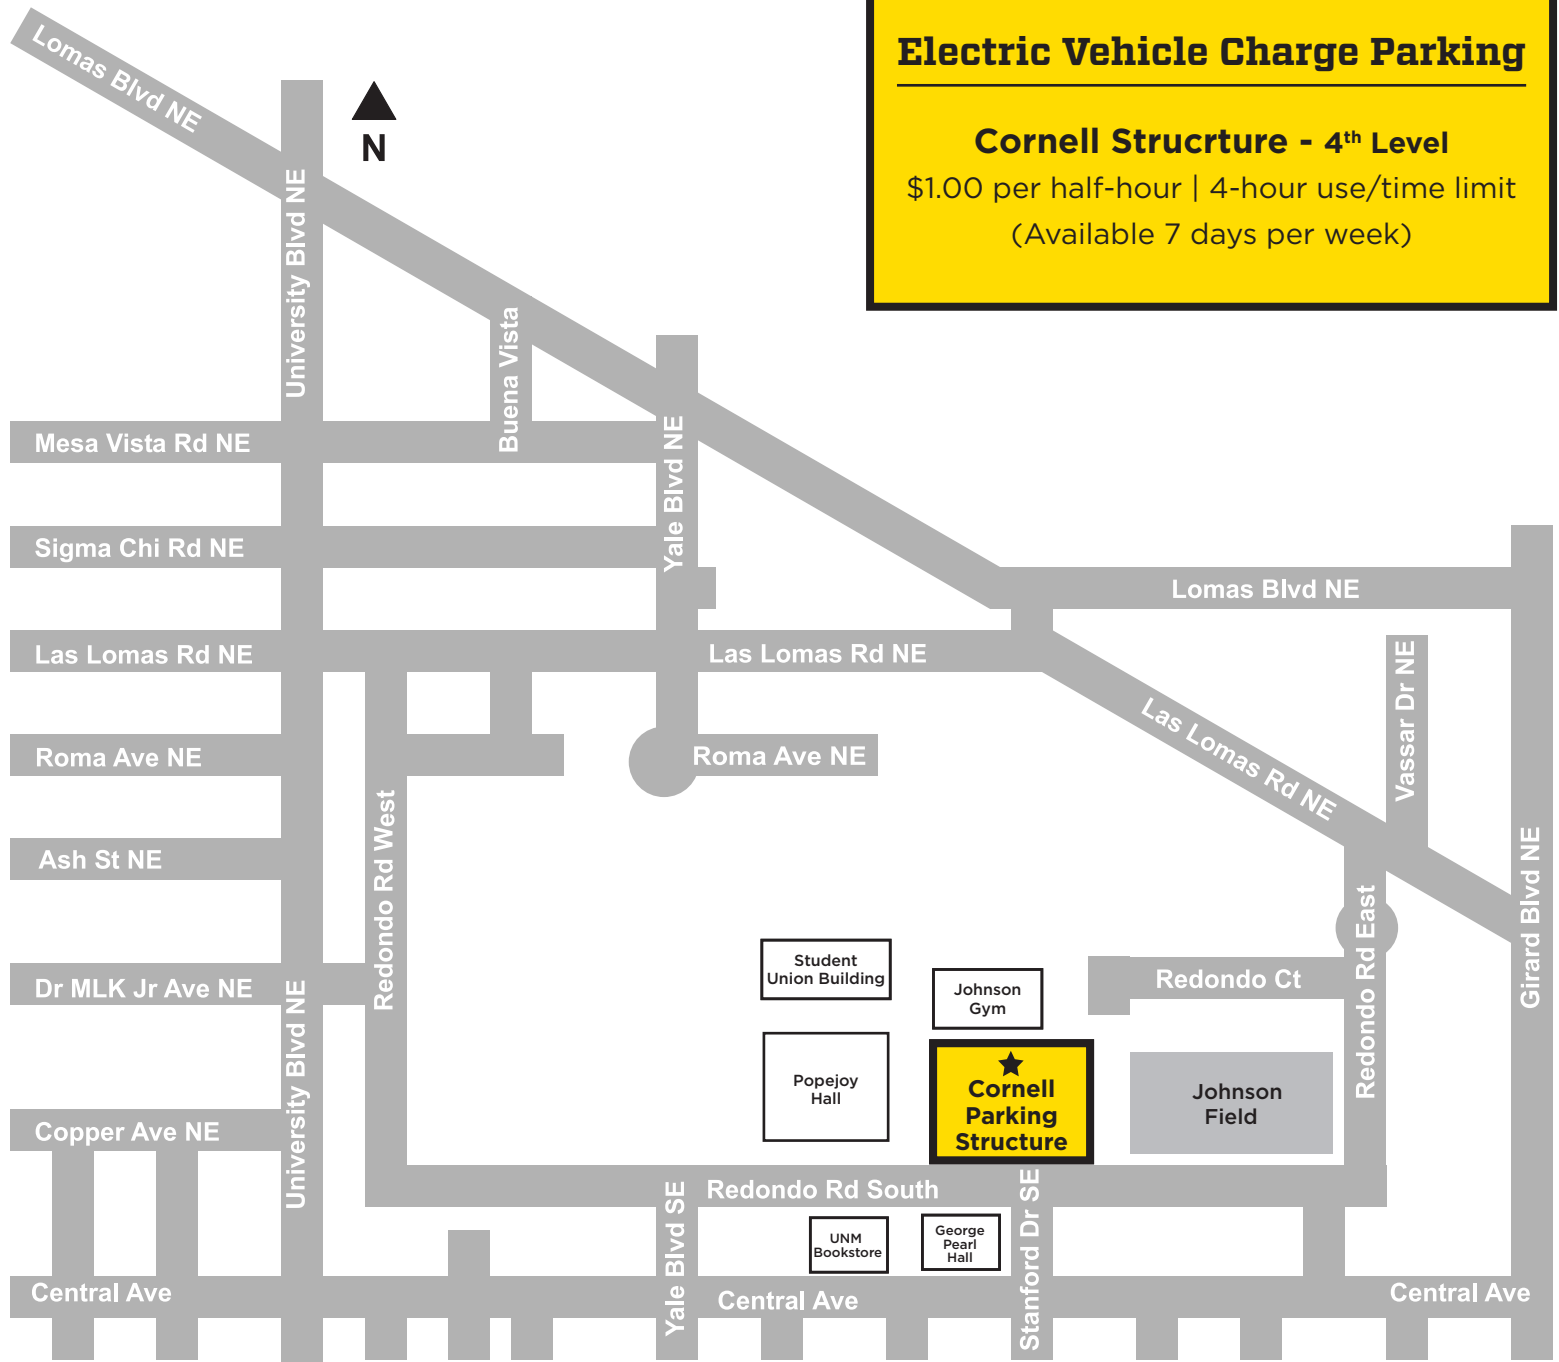 Electric Vehicle Charge Parking
Cornell Strucrture - 4th Level
$1.00 per half-hour | 4-hour use/time limit
(Available 7 days per week)
Lomas Blvd NE
N
University Blvd NE
Buena Vista
Mesa Vista Rd NE
Yale Blvd NE
Sigma Chi Rd NE
Lomas Blvd NE
Las Lomas Rd NE
Las Lomas Rd NE
Vassar Dr NE
Las Lomas Rd NE
Roma Ave NE
Roma Ave NE
Redondo Rd West
Ash St NE
Girard Blvd NE
Redondo Rd East
Student
Union Building
Johnson
Gym
Redondo Ct
Dr MLK Jr Ave NE
University Blvd NE
Popejoy
Hall
Cornell
Parking
Structure
Johnson
Field
Copper Ave NE
Redondo Rd South
Yale Blvd SE
Stanford Dr SE
UNM
Bookstore
George
Pearl
Hall
Central Ave
Central Ave
Central Ave